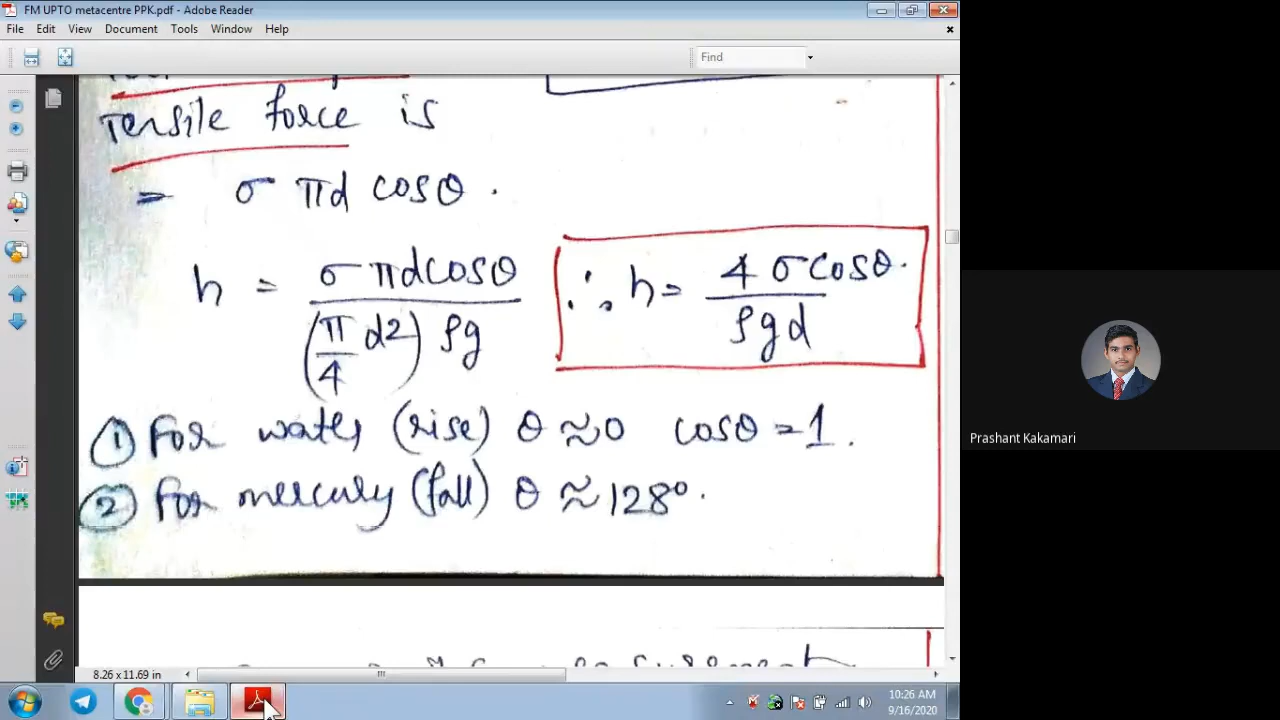 FM UPTO metacentre PPK.pdf - Adobe Reader
File Edit View Document Tools Window Help
Find
Tensile force is
= σ πd cosθ.
h = σ πd cosθ / (π/4 d2) ρg
∴ h = 4 σ cosθ. / ρgd
① For water (rise) θ ≈ 0 cosθ = 1.
② For mercury (fall) θ ≈ 128°.
8.26 x 11.69 in
10:26 AM
9/16/2020
Prashant Kakamari